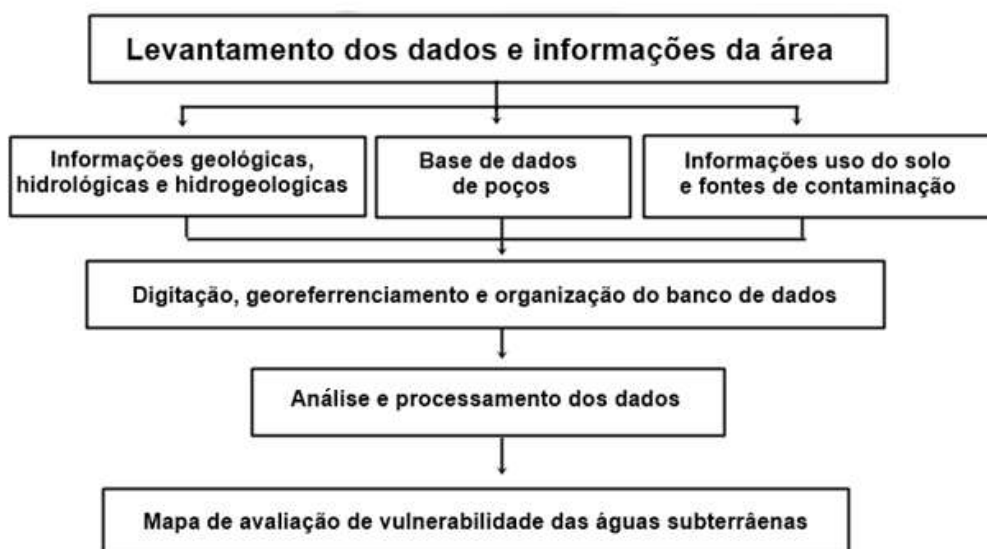 Levantamento dos dados e informações da área
Informações geológicas,
hidrológicas e hidrogeologicas
Base de dados
de poços
Informações uso do solo
e fontes de contaminação
Digitação, georeferrenciamento e organização do banco de dados
Análise e processamento dos dados
Mapa de avaliação de vulnerabilidade das águas subterrâenas